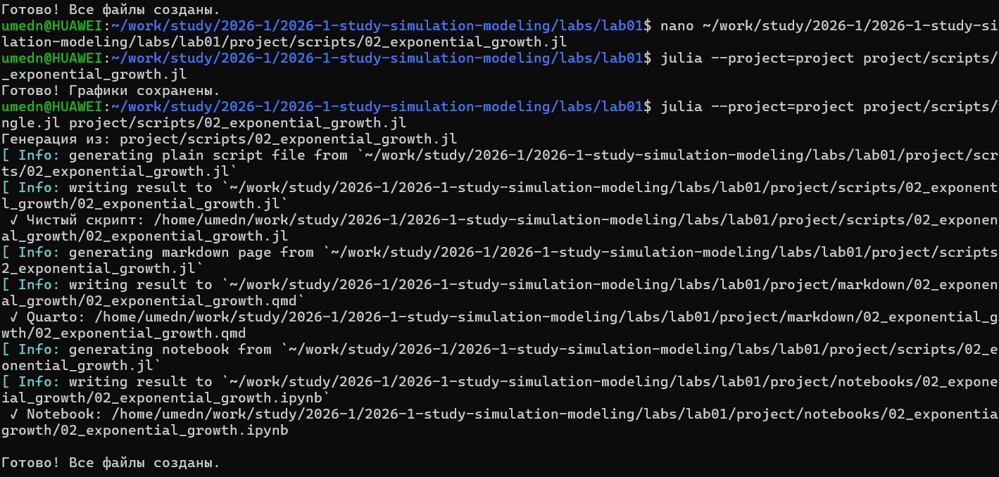 Готово! Все файлы созданы.
umedn@HUAWEI:~/work/study/2026-1/2026-1-study-simulation-modeling/labs/lab01$ nano ~/work/study/2026-1/2026-1-study-si
lation-modeling/labs/lab01/project/scripts/02_exponential_growth.jl
umedn@HUAWEI:~/work/study/2026-1/2026-1-study-simulation-modeling/labs/lab01$ julia --project=project project/scripts/
_exponential_growth.jl
Готово! Графики сохранены.
umedn@HUAWEI:~/work/study/2026-1/2026-1-study-simulation-modeling/labs/lab01$ julia --project=project project/scripts/
ngle.jl project/scripts/02_exponential_growth.jl
Генерация из: project/scripts/02_exponential_growth.jl
[ Info: generating plain script file from `~/work/study/2026-1/2026-1-study-simulation-modeling/labs/lab01/project/scr
ts/02_exponential_growth.jl`
[ Info: writing result to `~/work/study/2026-1/2026-1-study-simulation-modeling/labs/lab01/project/scripts/02_exponent
l_growth/02_exponential_growth.jl`
✓ Чистый скрипт: /home/umedn/work/study/2026-1/2026-1-study-simulation-modeling/labs/lab01/project/scripts/02_exponen
al_growth/02_exponential_growth.jl
[ Info: generating markdown page from `~/work/study/2026-1/2026-1-study-simulation-modeling/labs/lab01/project/scripts
2_exponential_growth.jl`
[ Info: writing result to `~/work/study/2026-1/2026-1-study-simulation-modeling/labs/lab01/project/markdown/02_exponen
al_growth/02_exponential_growth.qmd`
✓ Quarto: /home/umedn/work/study/2026-1/2026-1-study-simulation-modeling/labs/lab01/project/markdown/02_exponential_g
wth/02_exponential_growth.qmd
[ Info: generating notebook from `~/work/study/2026-1/2026-1-study-simulation-modeling/labs/lab01/project/scripts/02_e
onential_growth.jl`
[ Info: writing result to `~/work/study/2026-1/2026-1-study-simulation-modeling/labs/lab01/project/notebooks/02_expone
ial_growth/02_exponential_growth.ipynb`
✓ Notebook: /home/umedn/work/study/2026-1/2026-1-study-simulation-modeling/labs/lab01/project/notebooks/02_exponentia
growth/02_exponential_growth.ipynb
Готово! Все файлы созданы.